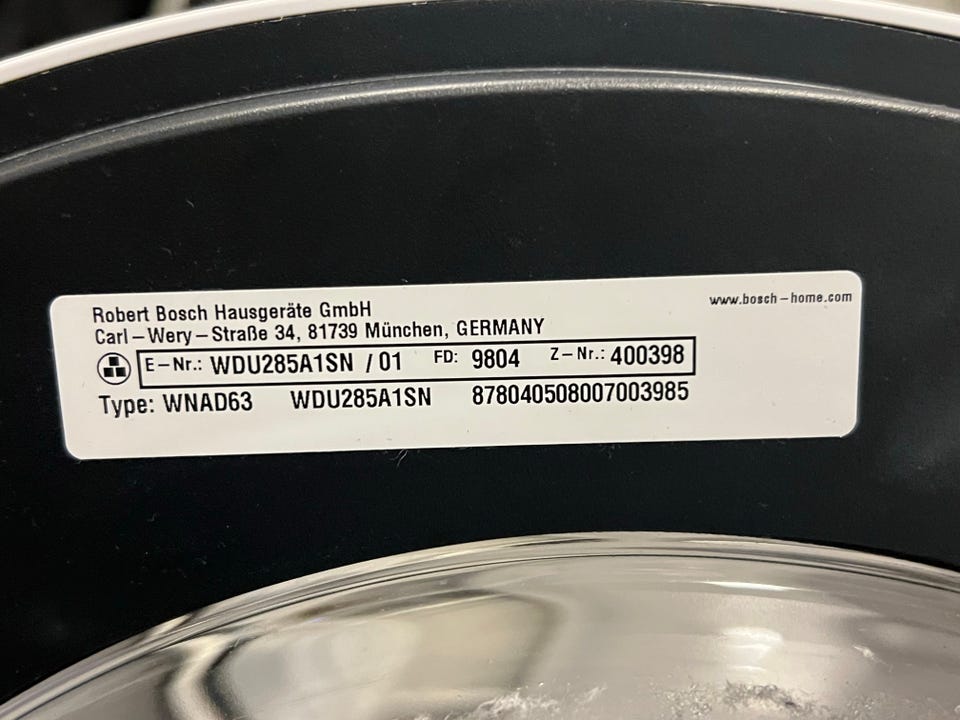 Robert Bosch Hausgeräte GmbH
www.bosch-home.com
Carl-Wery-Straße 34, 81739 München, GERMANY
E-Nr.: WDU285A1SN / 01 FD: 9804 Z-Nr.: 400398
Type: WNAD63 WDU285A1SN 878040508007003985